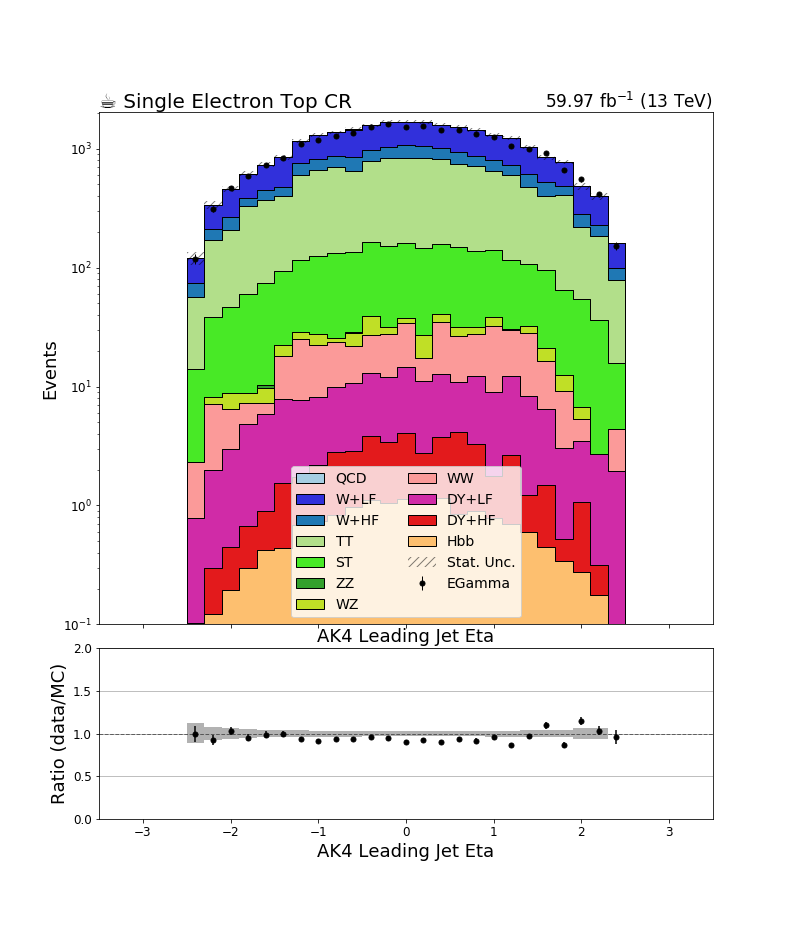 ☕ Single Electron Top CR 59.97 fb⁻¹ (13 TeV)
Events
10³
10²
10¹
10⁰
10⁻¹
QCD
W+LF
W+HF
TT
ST
ZZ
WZ
WW
DY+LF
DY+HF
Hbb
Stat. Unc.
EGamma
AK4 Leading Jet Eta
Ratio (data/MC)
2.0
1.5
1.0
0.5
0.0
−3 −2 −1 0 1 2 3
AK4 Leading Jet Eta